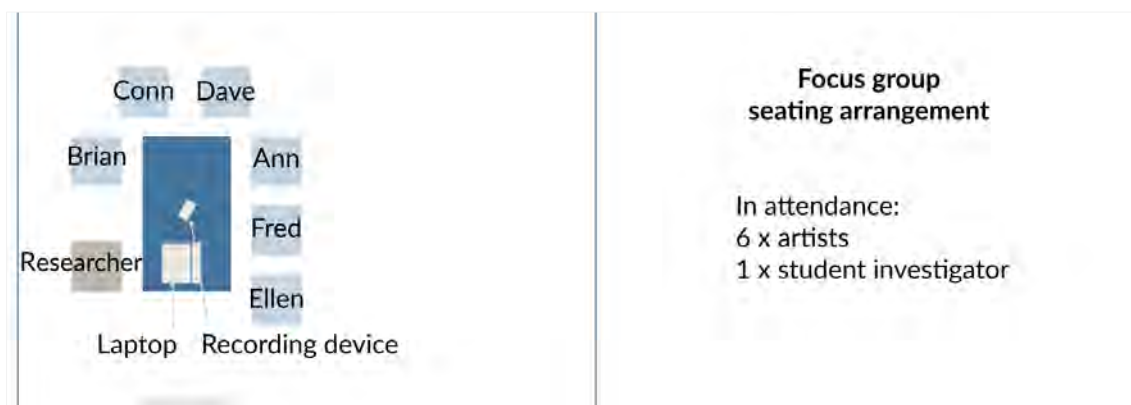 Conn Dave
Brian Ann
Fred
Researcher
Ellen
Laptop Recording device
Focus group
seating arrangement
In attendance:
6 x artists
1 x student investigator